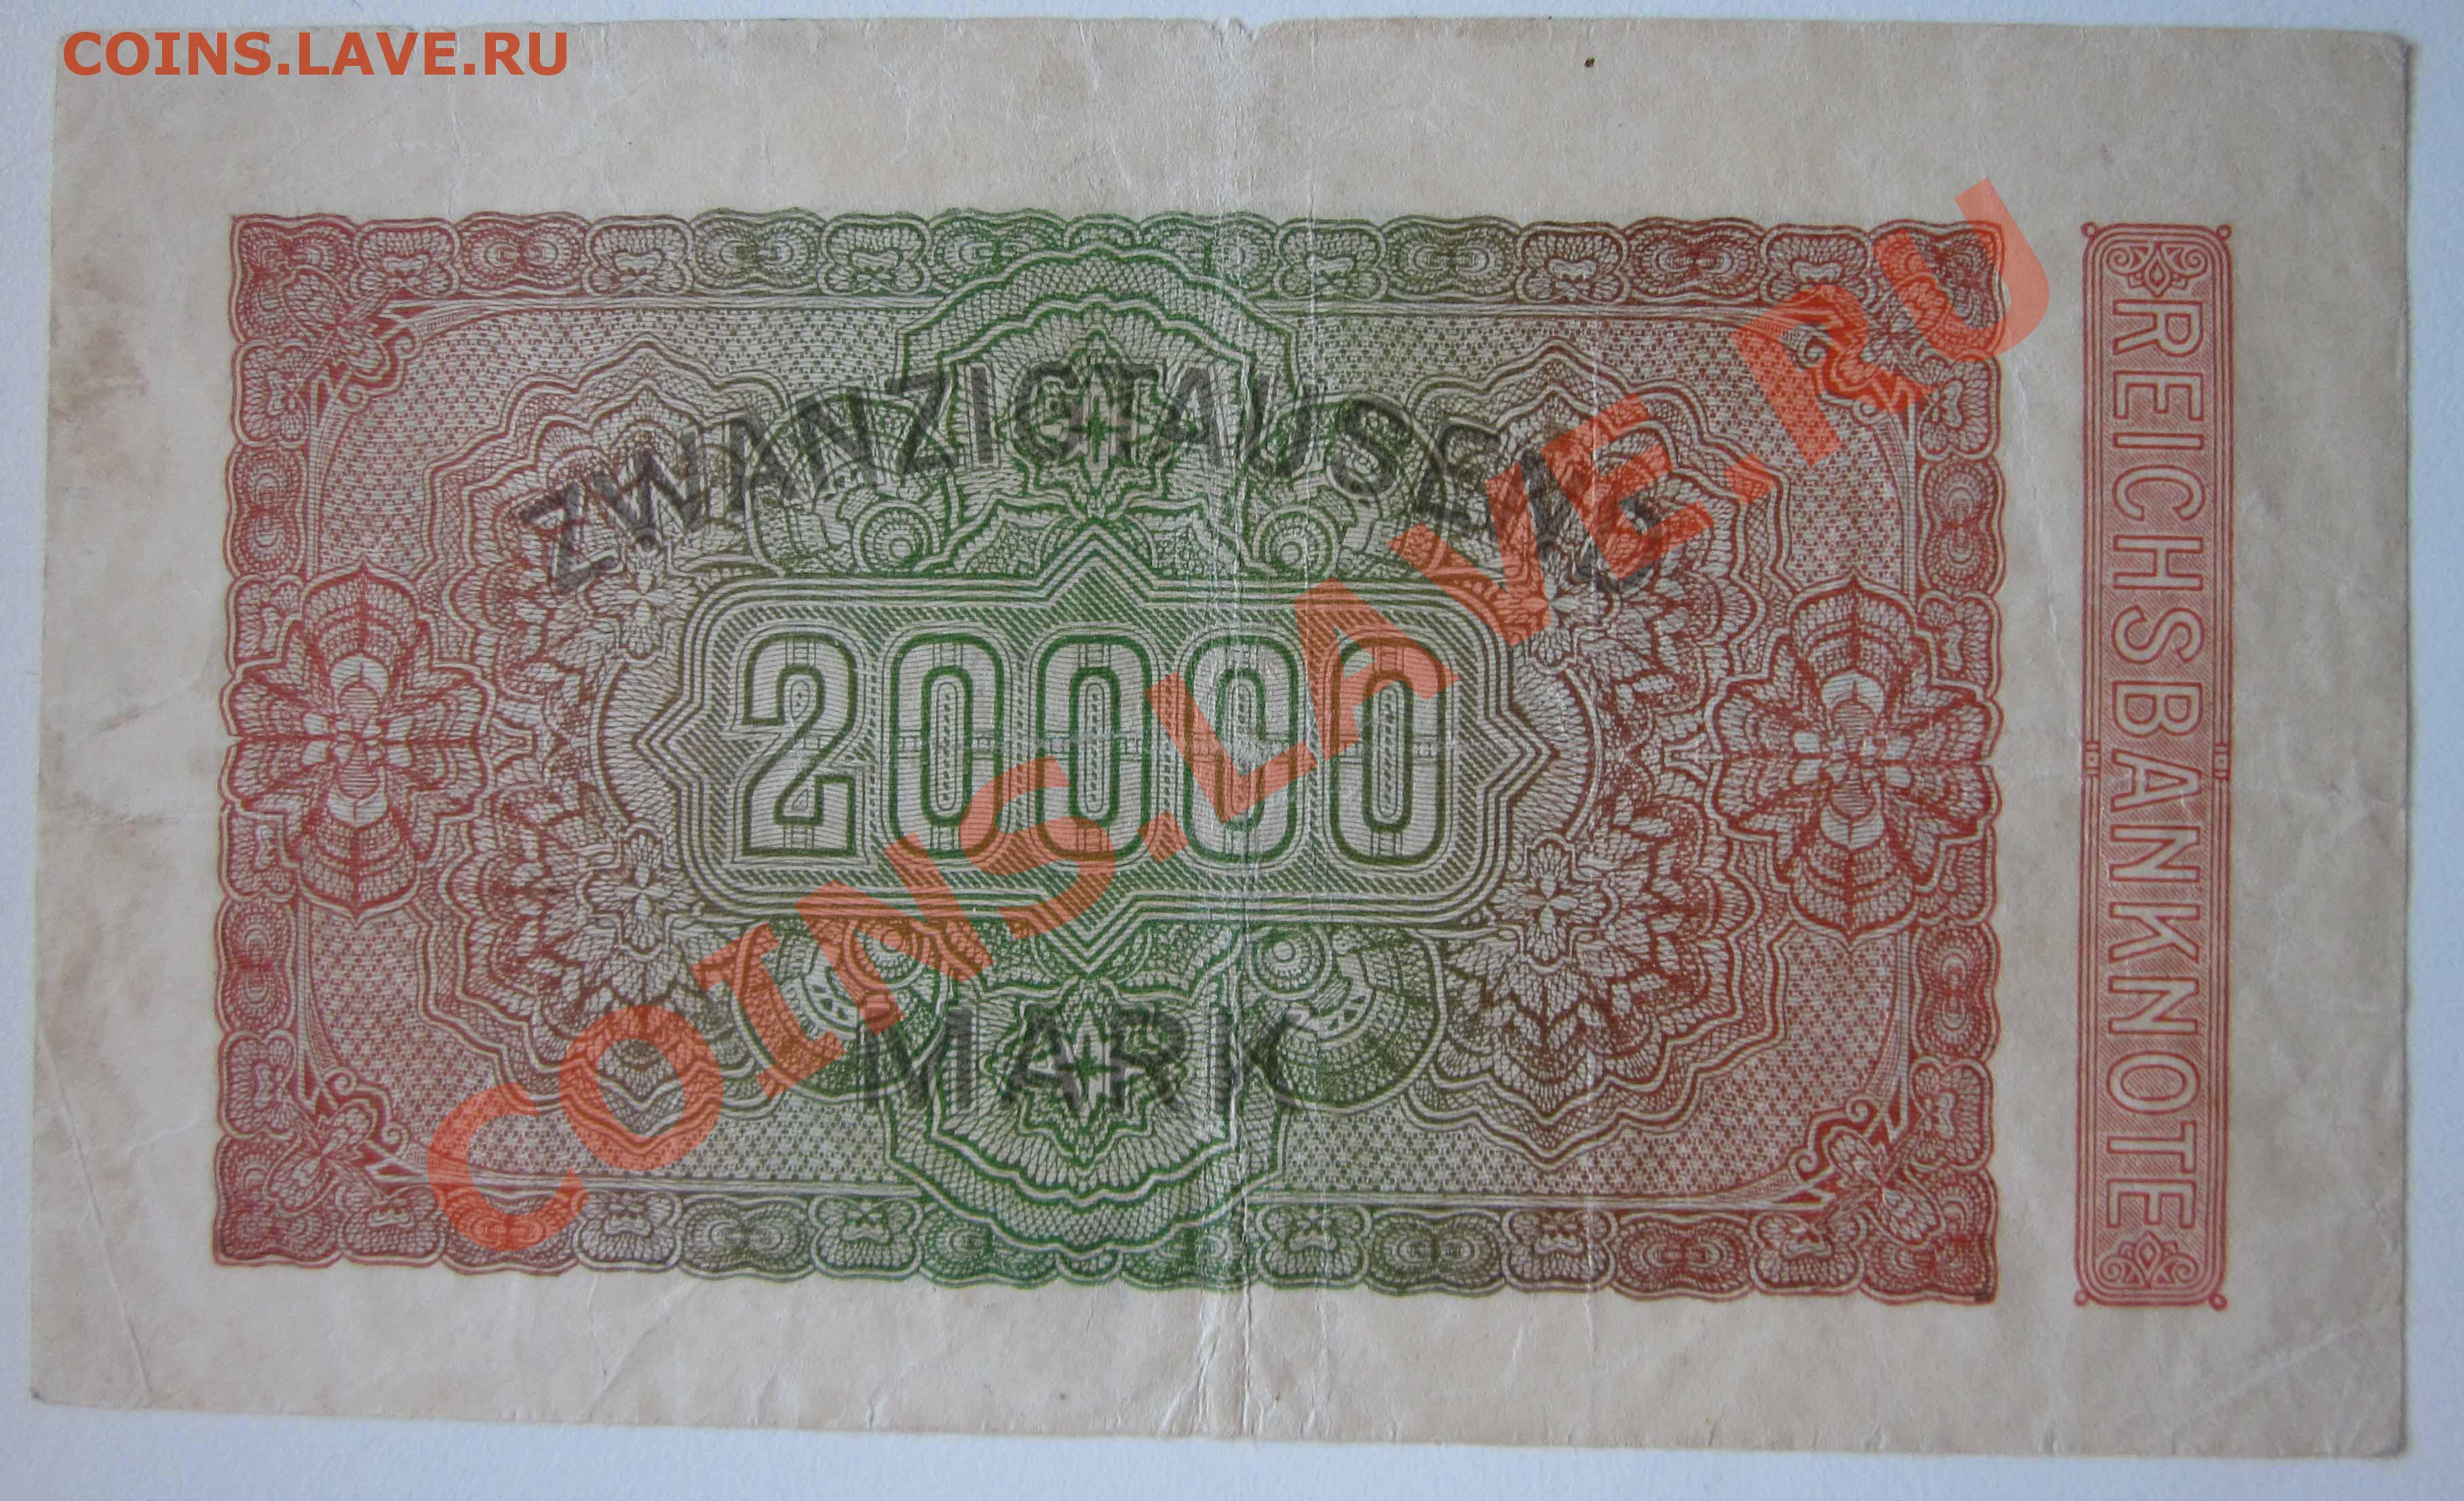 COINS.LAVE.RU
ZWANZIGTAUSEND
20000
MARK
REICHSBANKNOTE
COINS.LAVE.RU